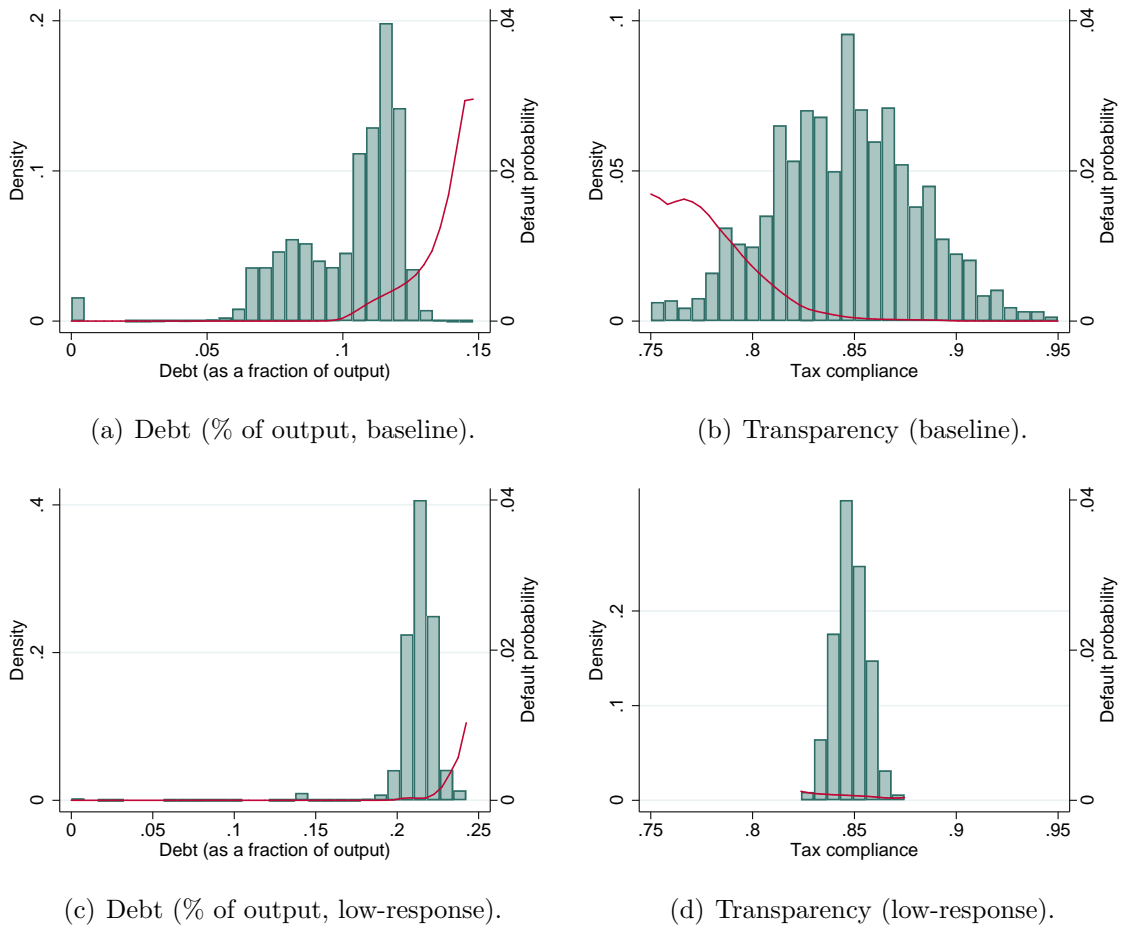 .2
.1
0
Density
.04
.02
0
Default probability
0 .05 .1 .15
Debt (as a fraction of output)
(a) Debt (% of output, baseline).
.1
.05
0
Density
.04
.02
0
Default probability
.75 .8 .85 .9 .95
Tax compliance
(b) Transparency (baseline).
.4
.2
0
Density
.04
.02
0
Default probability
0 .05 .1 .15 .2 .25
Debt (as a fraction of output)
(c) Debt (% of output, low-response).
.2
.1
0
Density
.04
.02
0
Default probability
.75 .8 .85 .9 .95
Tax compliance
(d) Transparency (low-response).